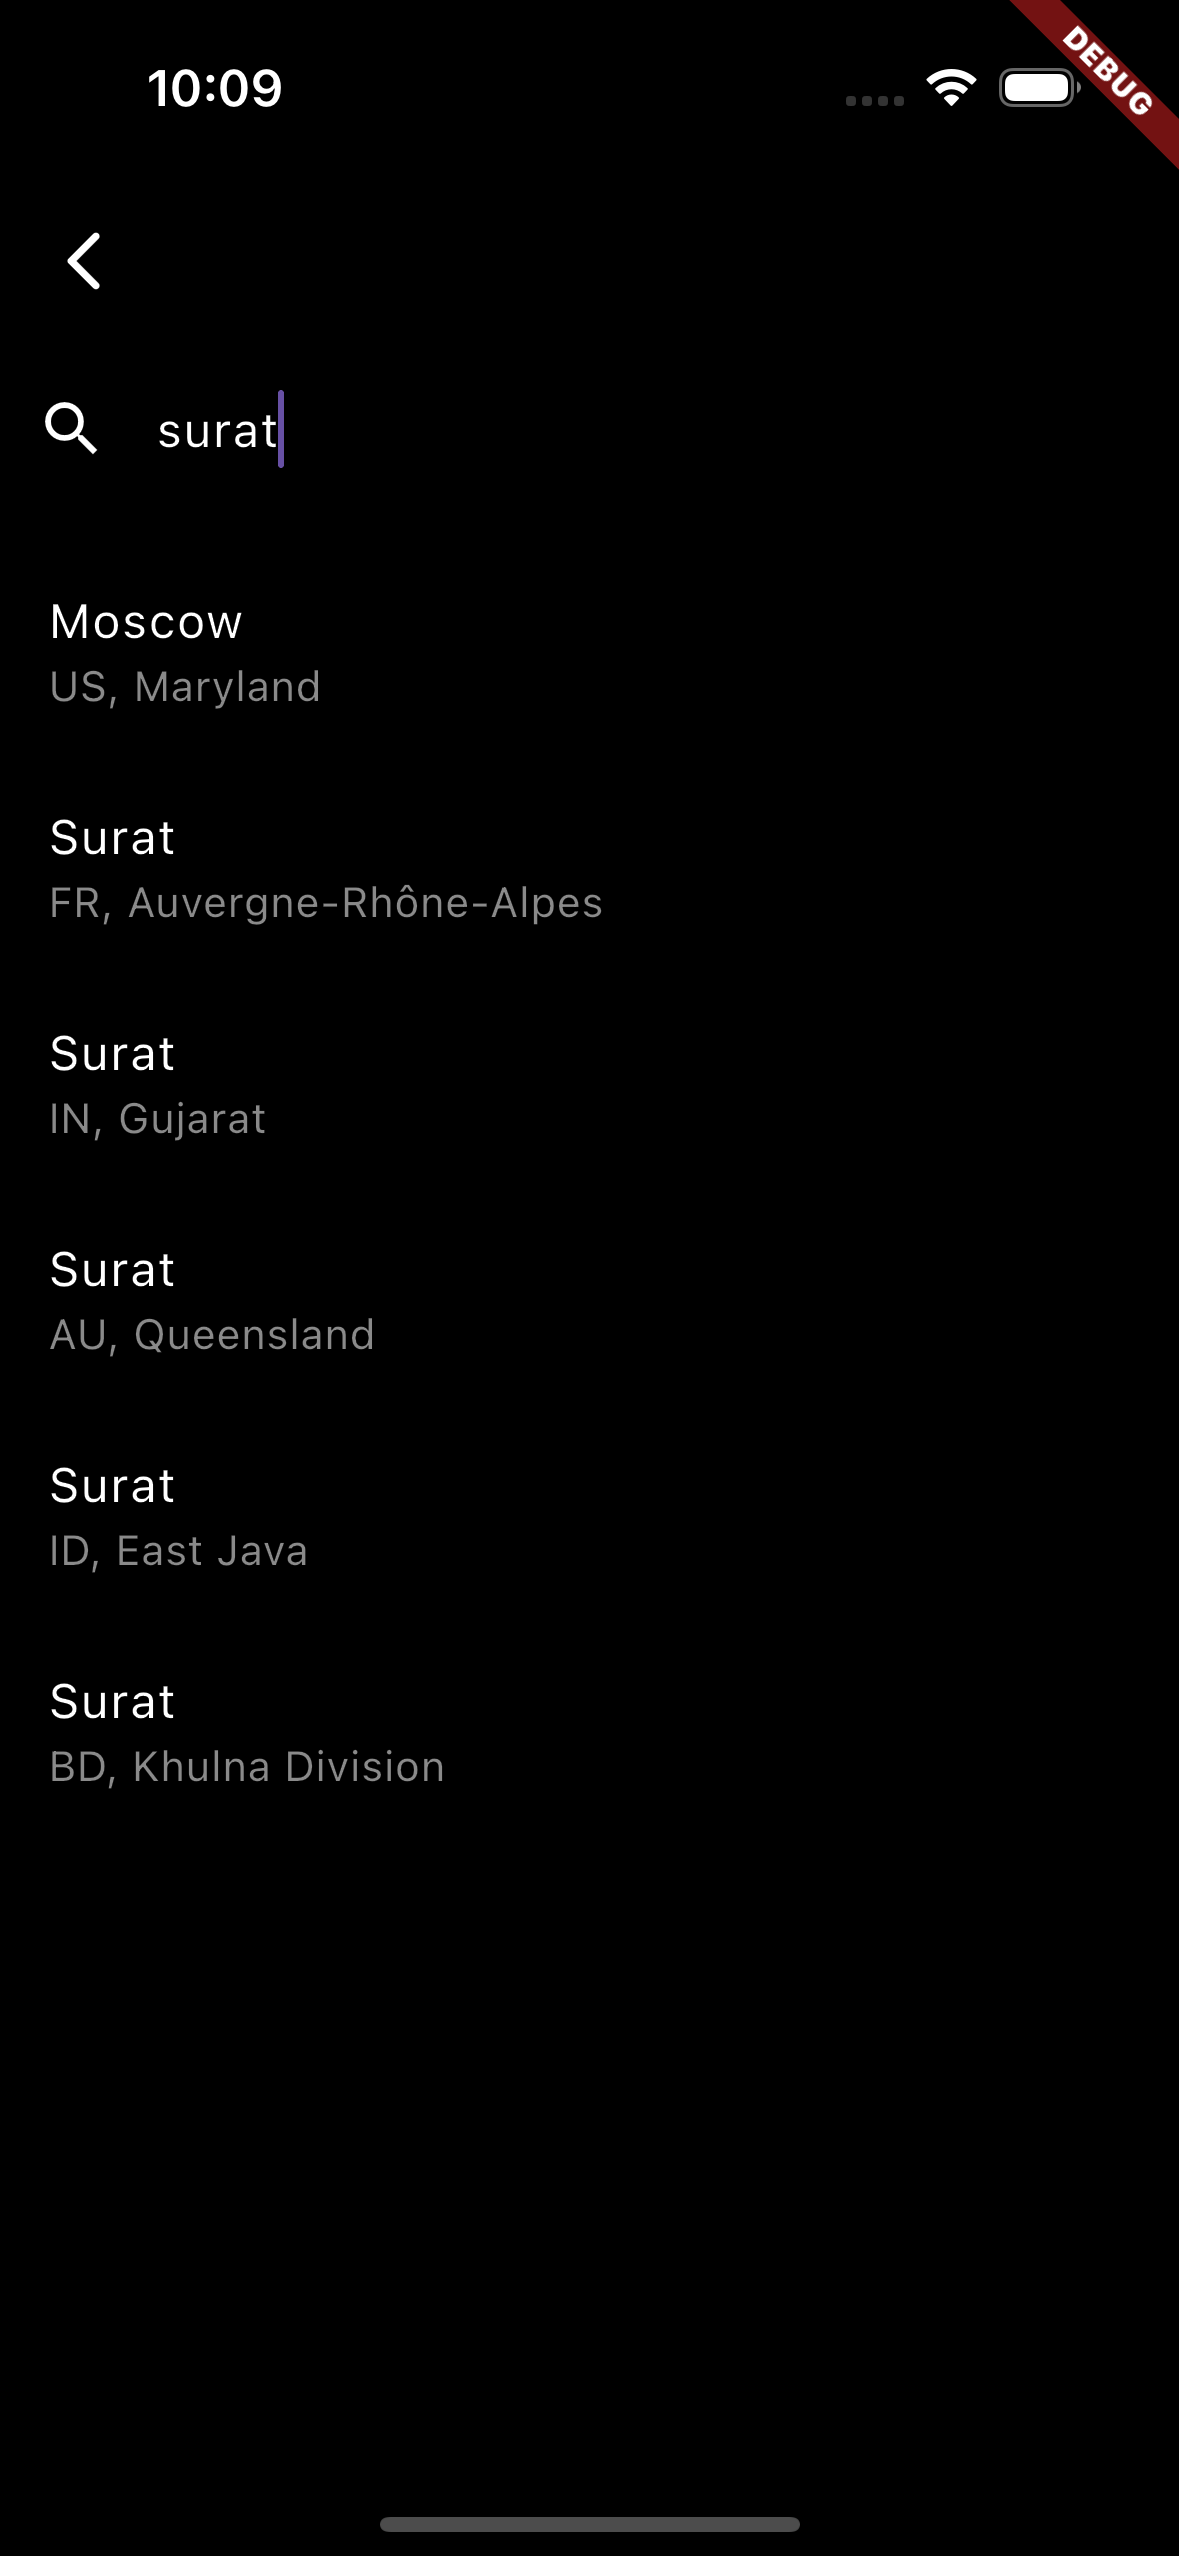 10:09
DEBUG
surat
Moscow
US, Maryland
Surat
FR, Auvergne-Rhône-Alpes
Surat
IN, Gujarat
Surat
AU, Queensland
Surat
ID, East Java
Surat
BD, Khulna Division